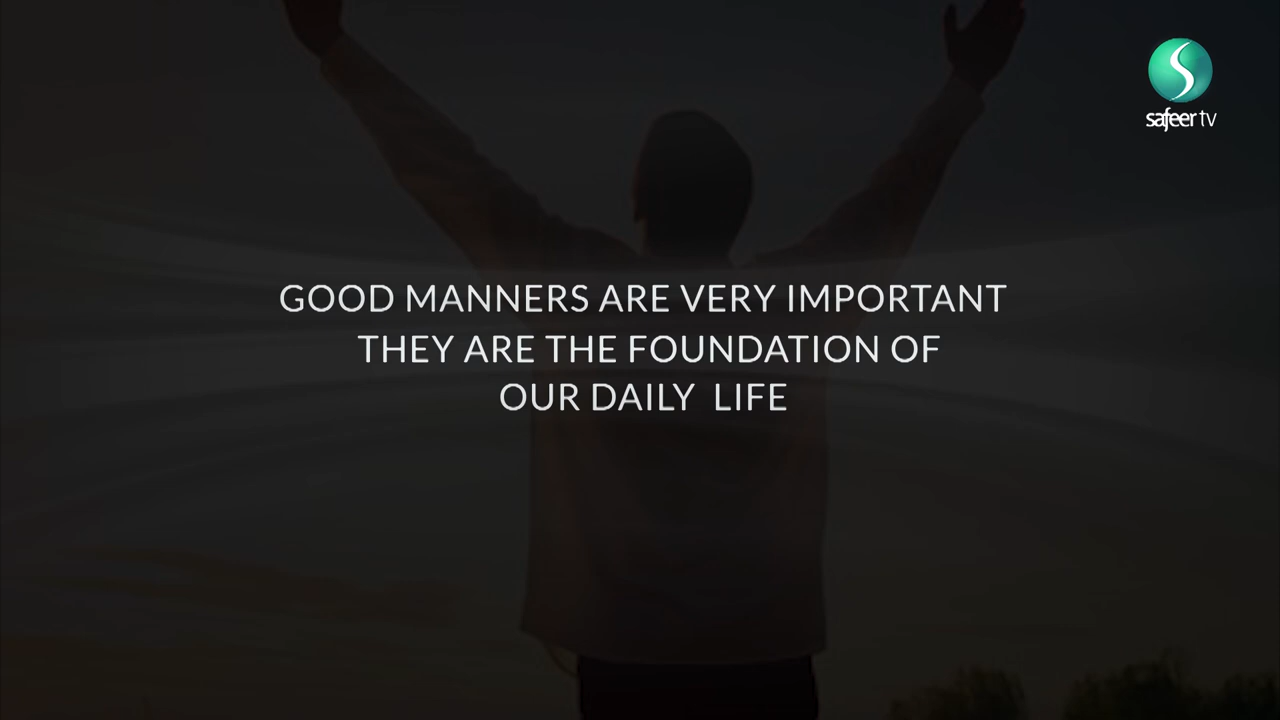 safeer tv
GOOD MANNERS ARE VERY IMPORTANT
THEY ARE THE FOUNDATION OF
OUR DAILY LIFE